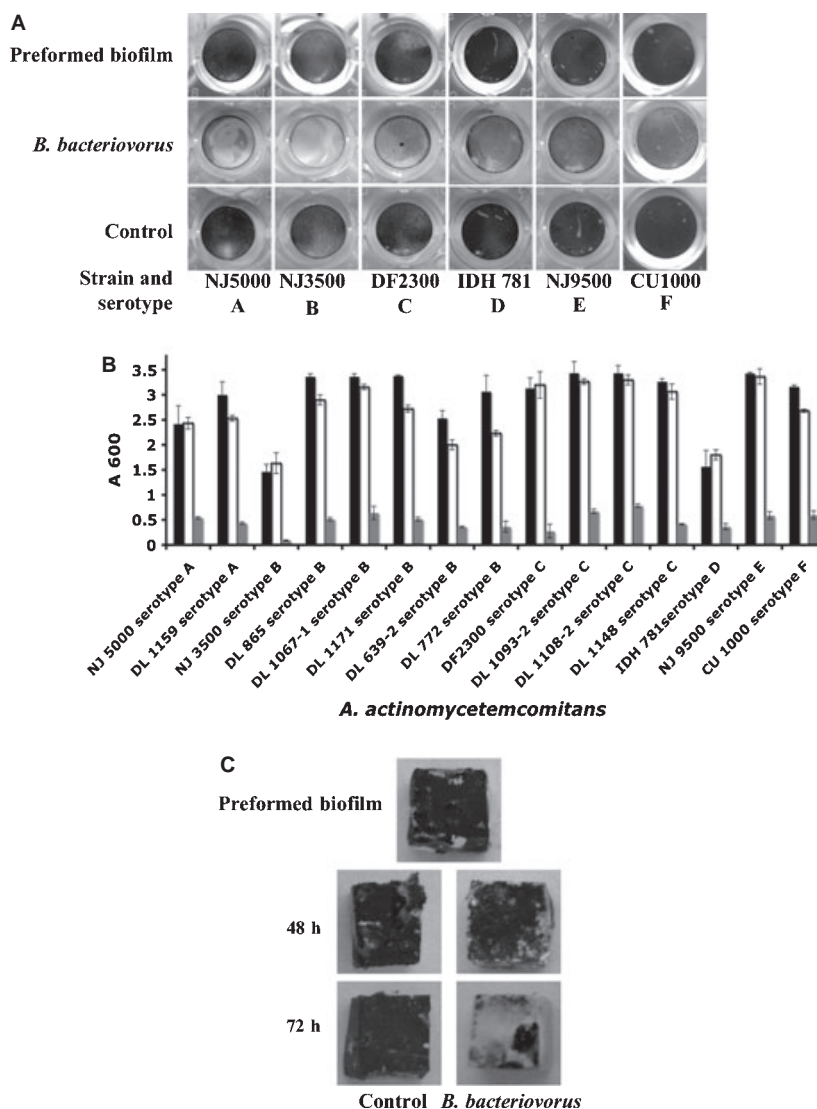 A
Preformed biofilm
B. bacteriovorus
Control
Strain and serotype
NJ5000 NJ3500 DF2300 IDH 781 NJ9500 CU1000
A B C D E F
B
A 600
3.5
3
2.5
2
1.5
1
0.5
0
NJ 5000 serotype A
DL 1159 serotype A
NJ 3500 serotype B
DL 865 serotype B
DL 1067-1 serotype B
DL 1171 serotype B
DL 639-2 serotype B
DL 772 serotype B
DF2300 serotype C
DL 1093-2 serotype C
DL 1108-2 serotype C
DL 1148 serotype C
IDH 781serotype D
NJ 9500 serotype E
CU 1000 serotype F
A. actinomycetemcomitans
C
Preformed biofilm
48 h
72 h
Control B. bacteriovorus